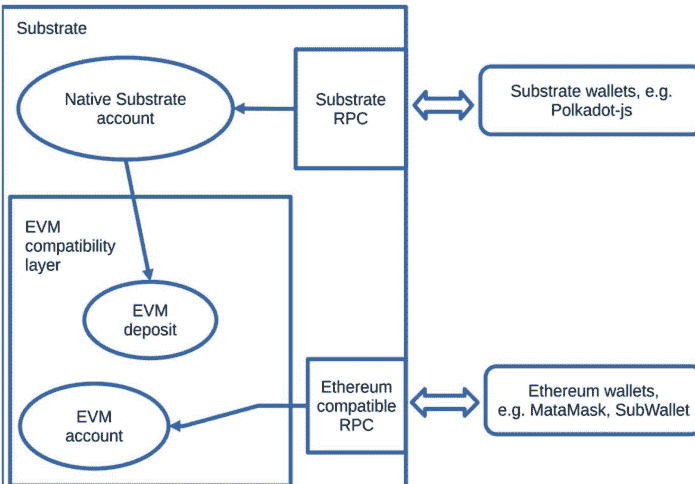 Substrate
Native Substrate
account
Substrate
RPC
Substrate wallets, e.g.
Polkadot-js
EVM
compatibility
layer
EVM
deposit
EVM
account
Ethereum
compatible
RPC
Ethereum wallets,
e.g. MataMask, SubWallet